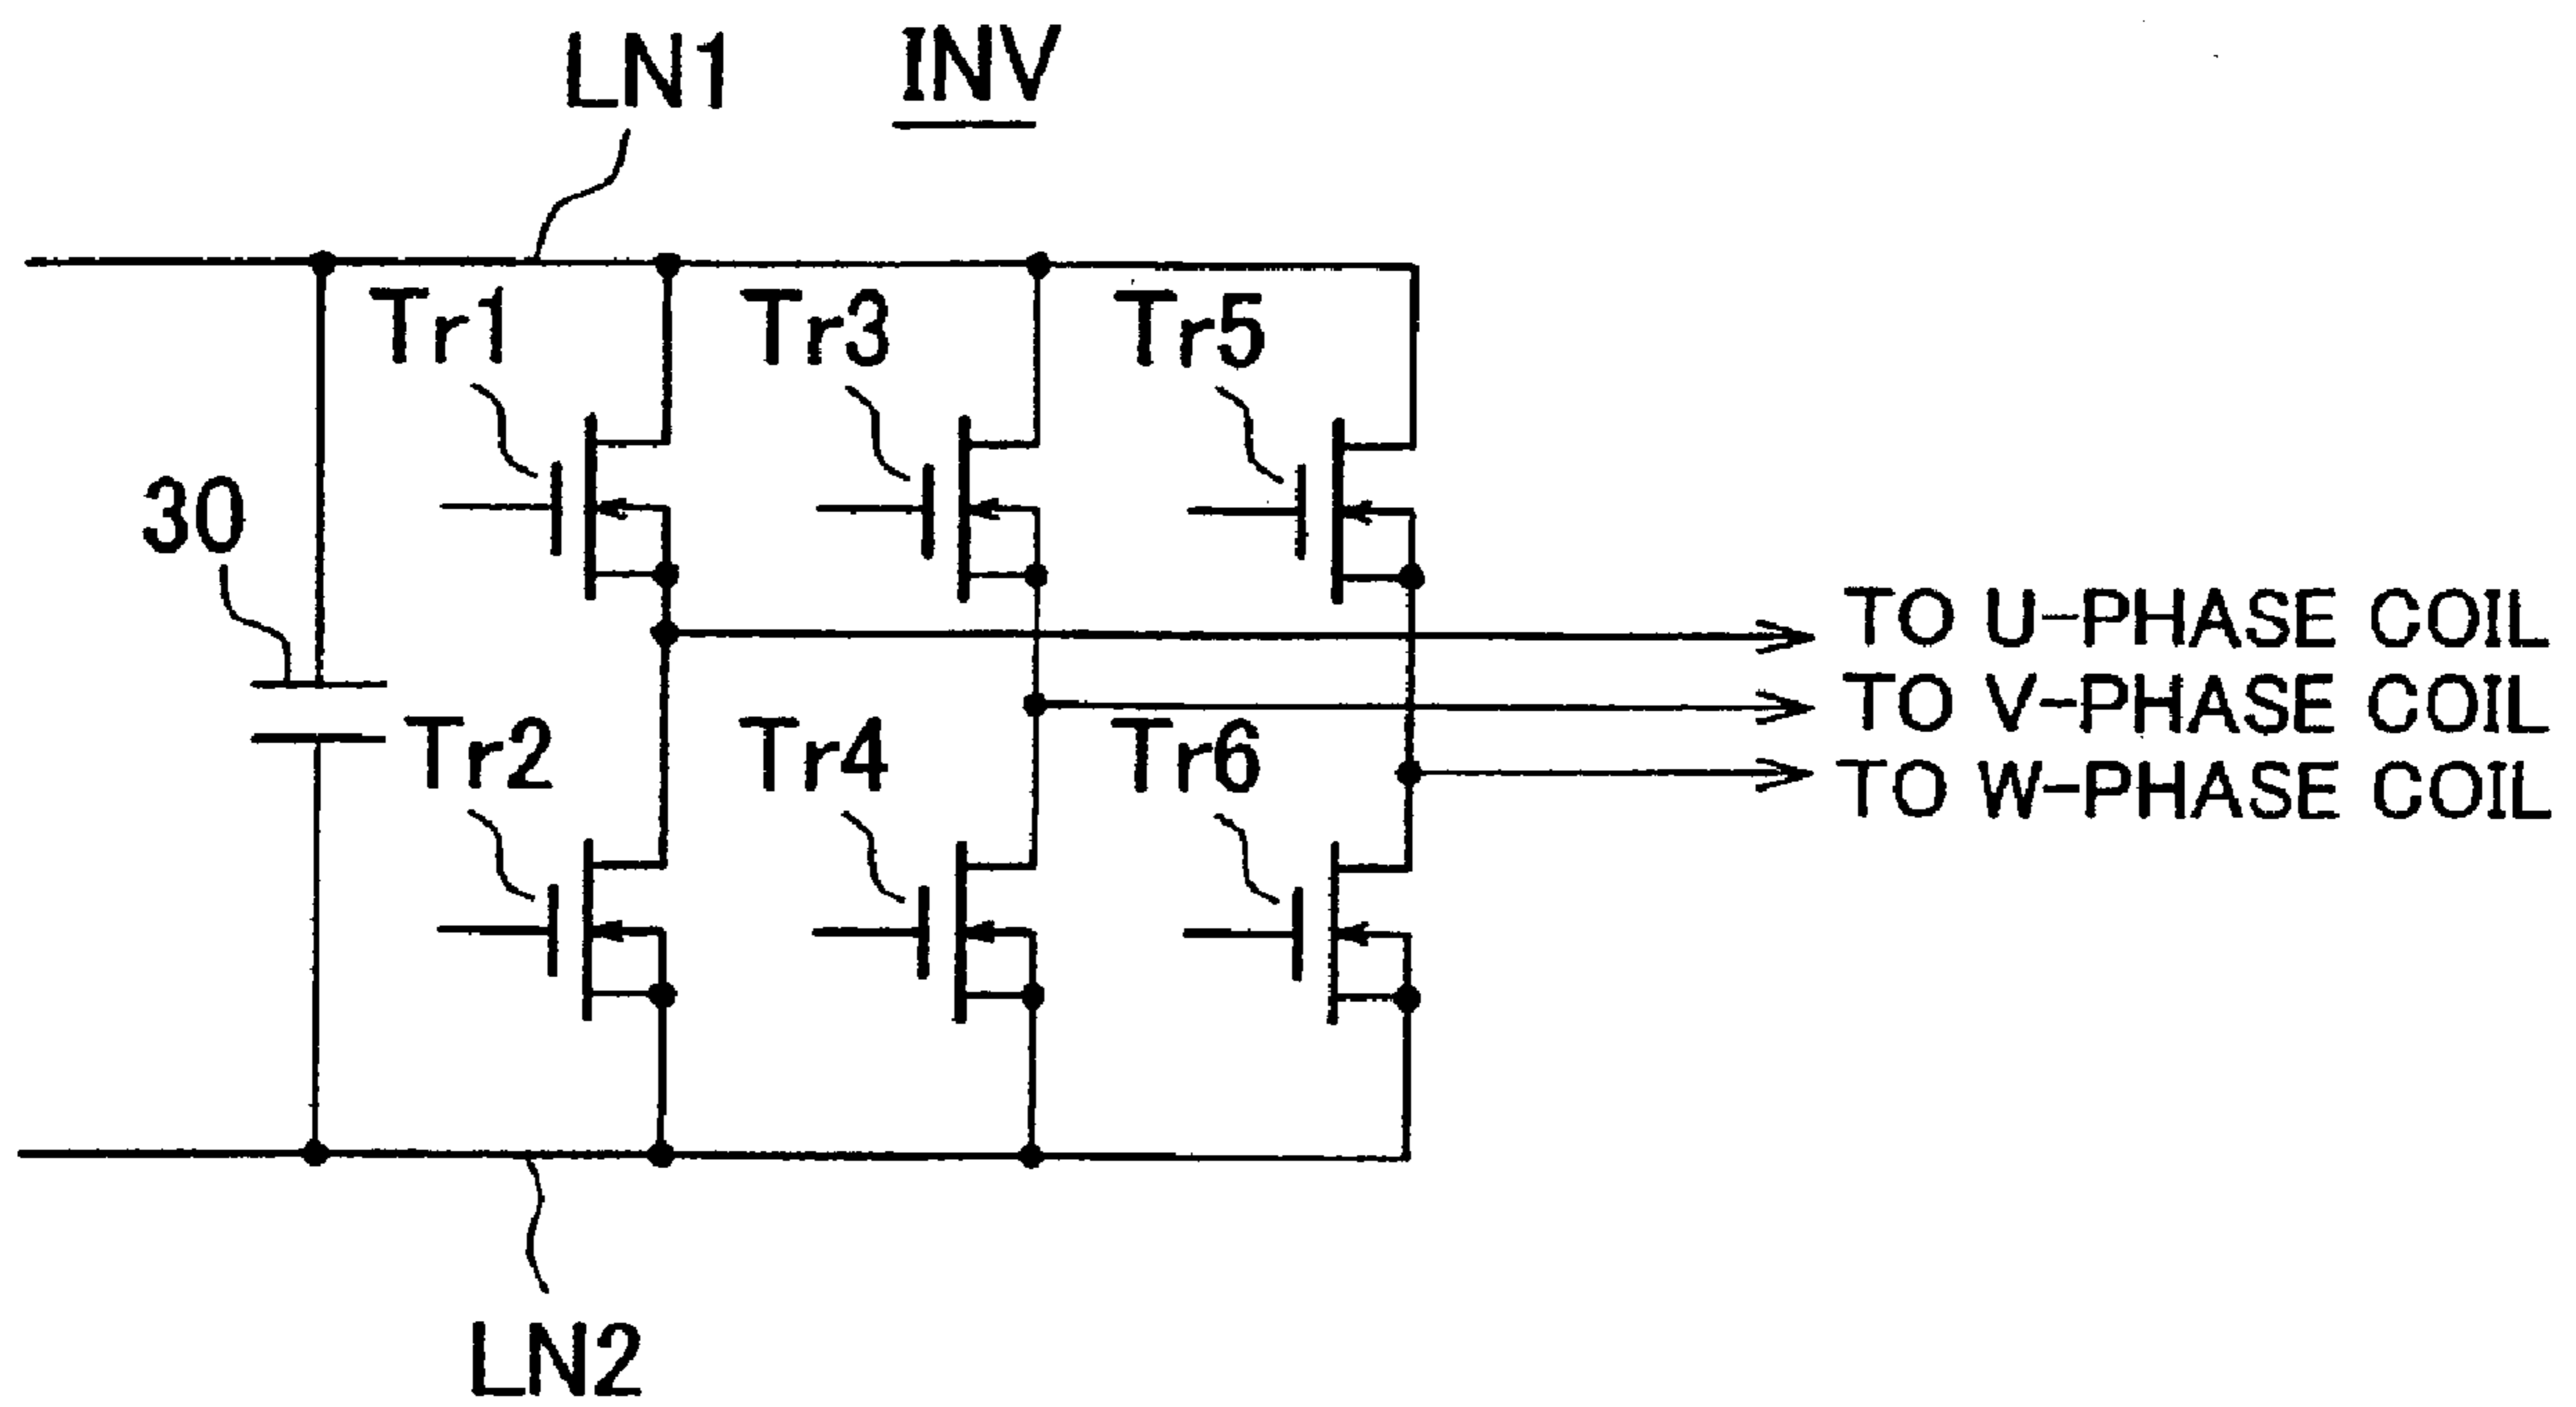 LN1
INV
Tr1
Tr3
Tr5
30
TO U-PHASE COIL
TO V-PHASE COIL
TO W-PHASE COIL
Tr2
Tr4
Tr6
LN2